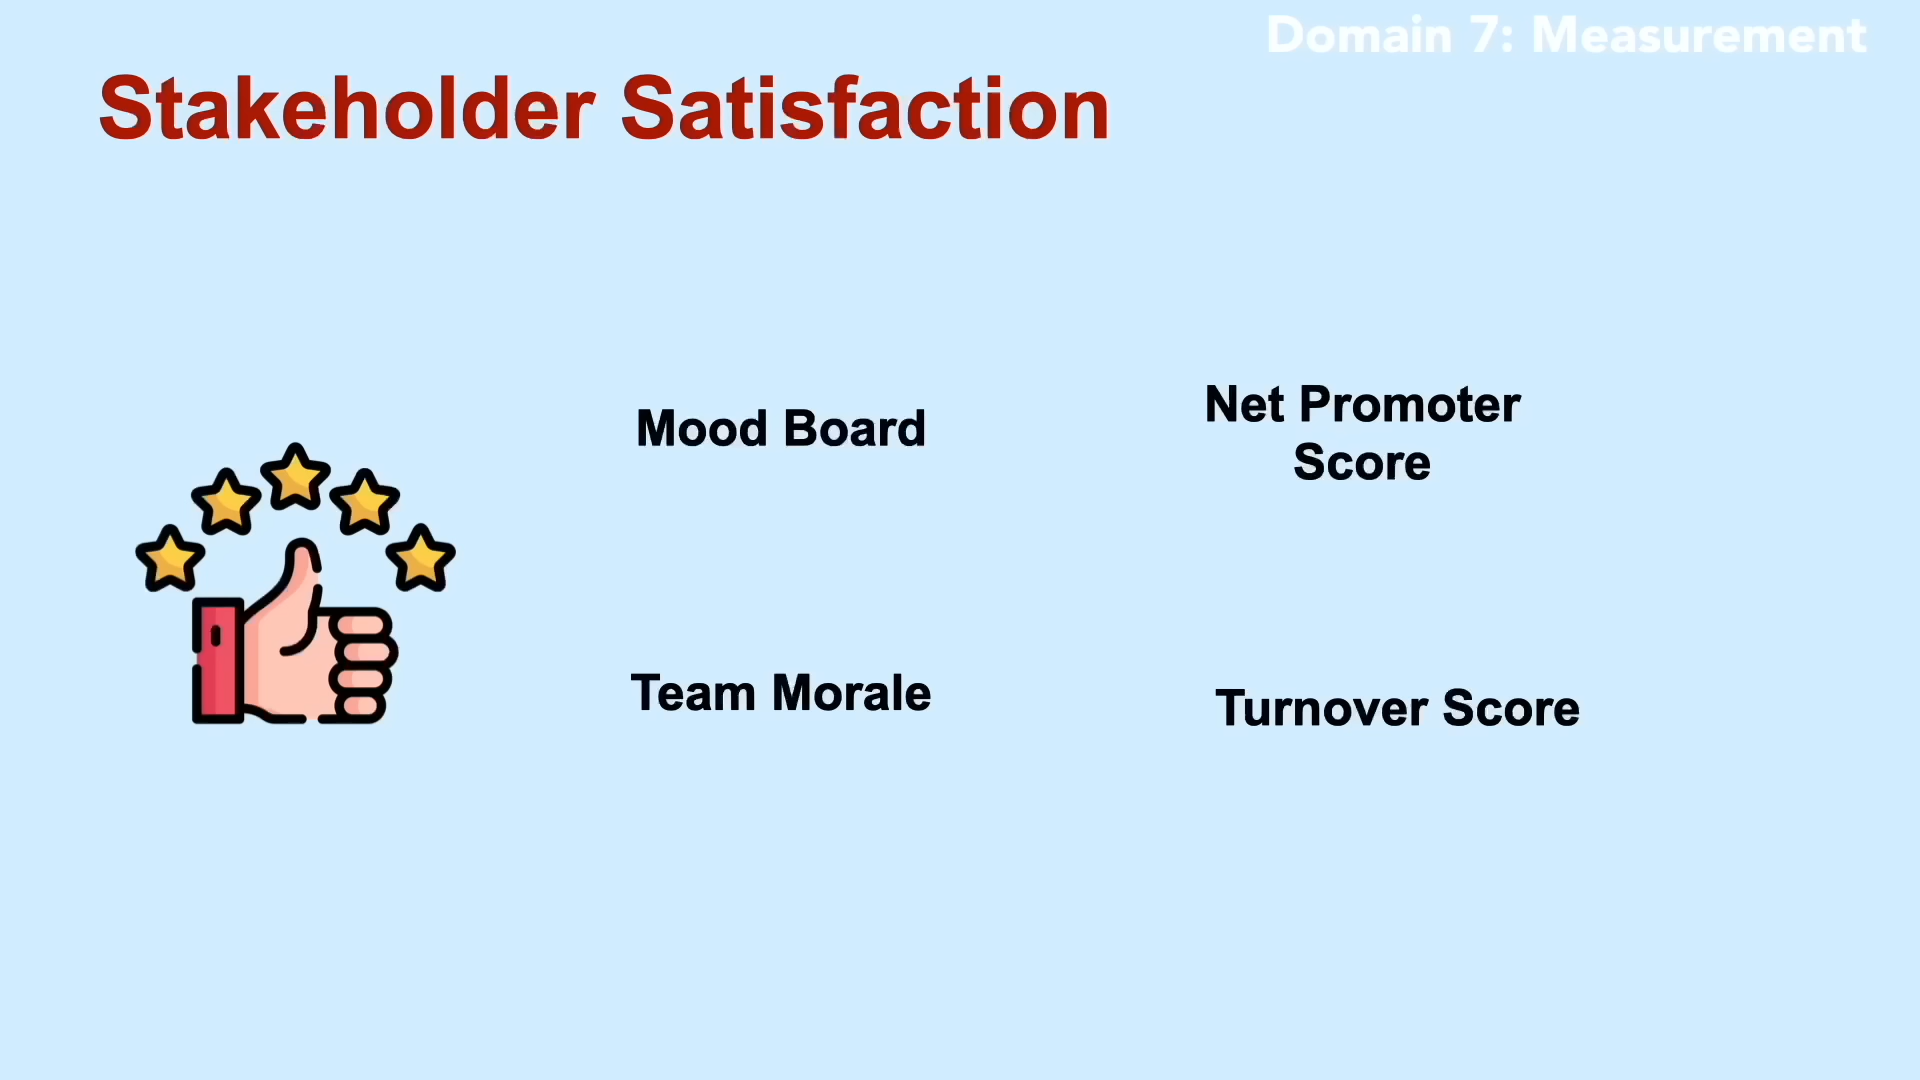 Domain 7: Measurement
Stakeholder Satisfaction
Mood Board
Net Promoter
Score
Team Morale
Turnover Score